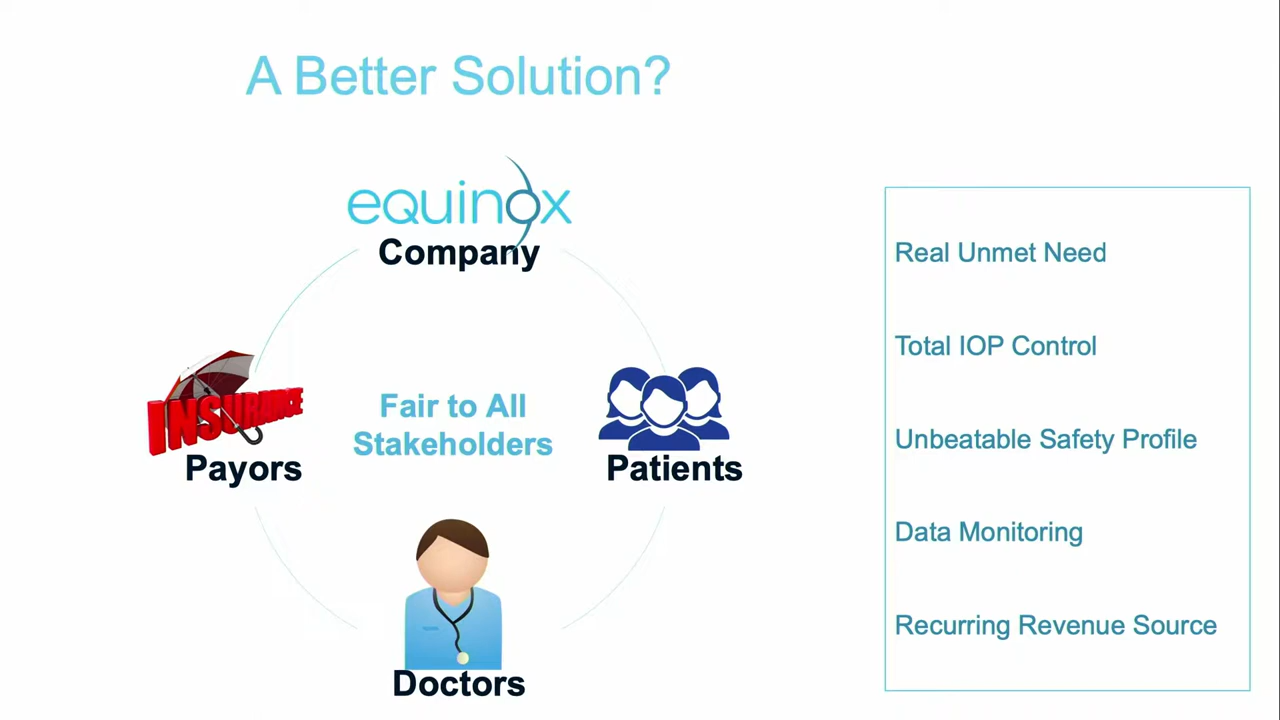 A Better Solution?
equinox
Company
INSURANCE
Payors
Fair to All
Stakeholders
Patients
Doctors
Real Unmet Need
Total IOP Control
Unbeatable Safety Profile
Data Monitoring
Recurring Revenue Source